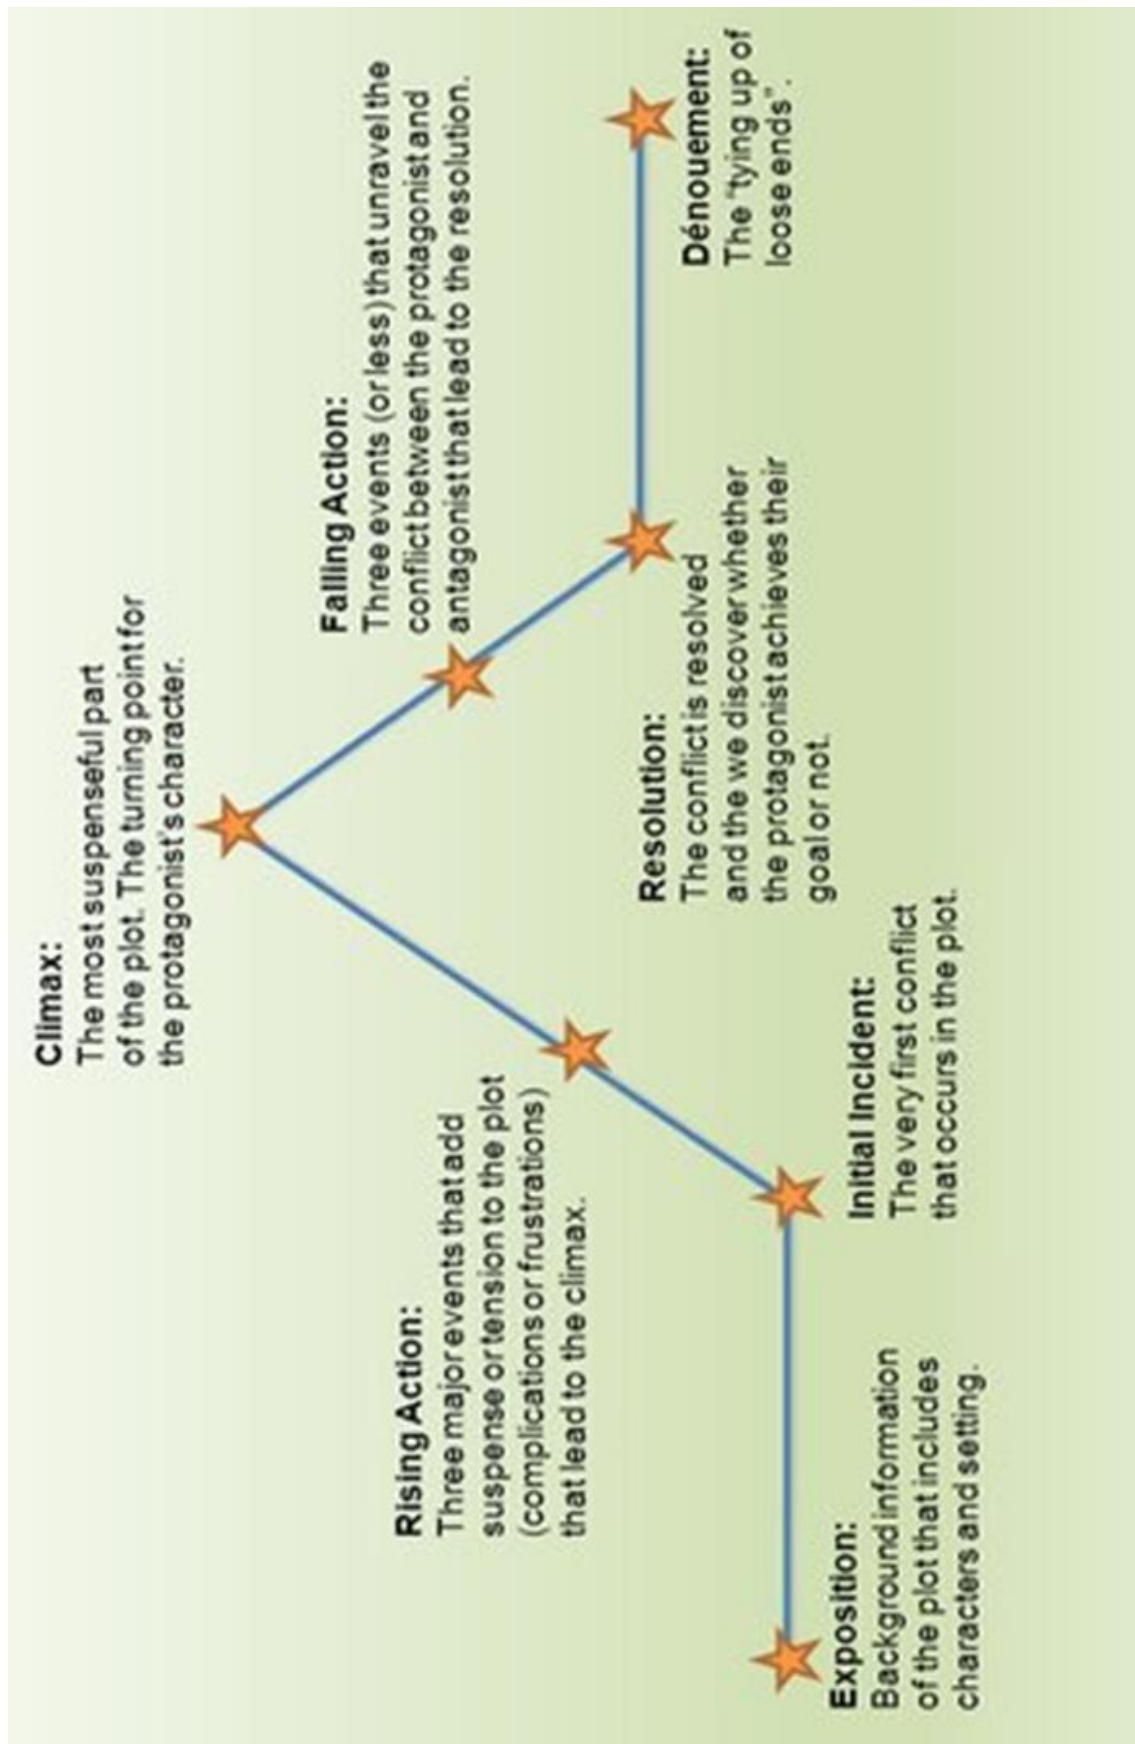 Climax:
The most suspenseful part
of the plot. The turning point for
the protagonist's character.
Falling Action:
Three events (or less) that unravel the
conflict between the protagonist and
antagonist that lead to the resolution.
Rising Action:
Three major events that add
suspense or tension to the plot
(complications or frustrations)
that lead to the climax.
Resolution:
The conflict is resolved
and the we discover whether
the protagonist achieves their
goal or not.
Dénouement:
The "tying up of
loose ends".
Initial Incident:
The very first conflict
that occurs in the plot.
Exposition:
Background information
of the plot that includes
characters and setting.